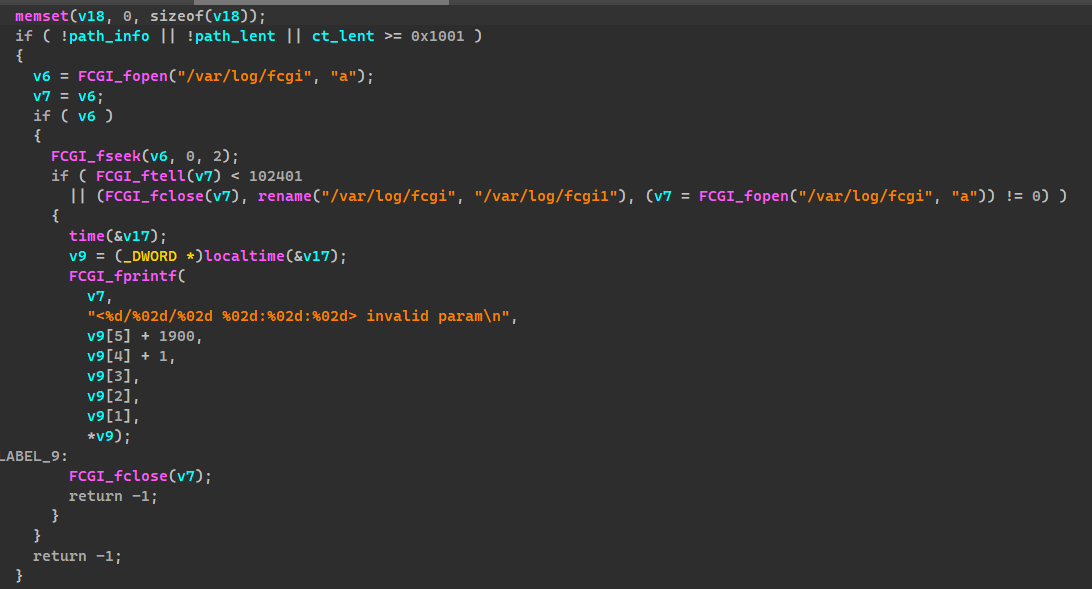 memset(v18, 0, sizeof(v18));
if ( !path_info || !path_lent || ct_lent >= 0x1001 )
{
v6 = FCGI_fopen("/var/log/fcgi", "a");
v7 = v6;
if ( v6 )
{
FCGI_fseek(v6, 0, 2);
if ( FCGI_ftell(v7) < 102401
|| (FCGI_fclose(v7), rename("/var/log/fcgi", "/var/log/fcgi1"), (v7 = FCGI_fopen("/var/log/fcgi", "a")) != 0) )
{
time(&v17);
v9 = (_DWORD *)localtime(&v17);
FCGI_fprintf(
v7,
"<%d/%02d/%02d %02d:%02d:%02d> invalid param\n",
v9[5] + 1900,
v9[4] + 1,
v9[3],
v9[2],
v9[1],
*v9);
LABEL_9:
FCGI_fclose(v7);
return -1;
}
}
return -1;
}